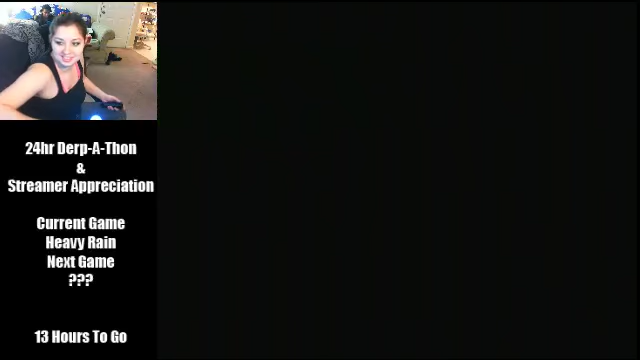 24hr Derp-A-Thon
&
Streamer Appreciation
Current Game
Heavy Rain
Next Game
???
13 Hours To Go